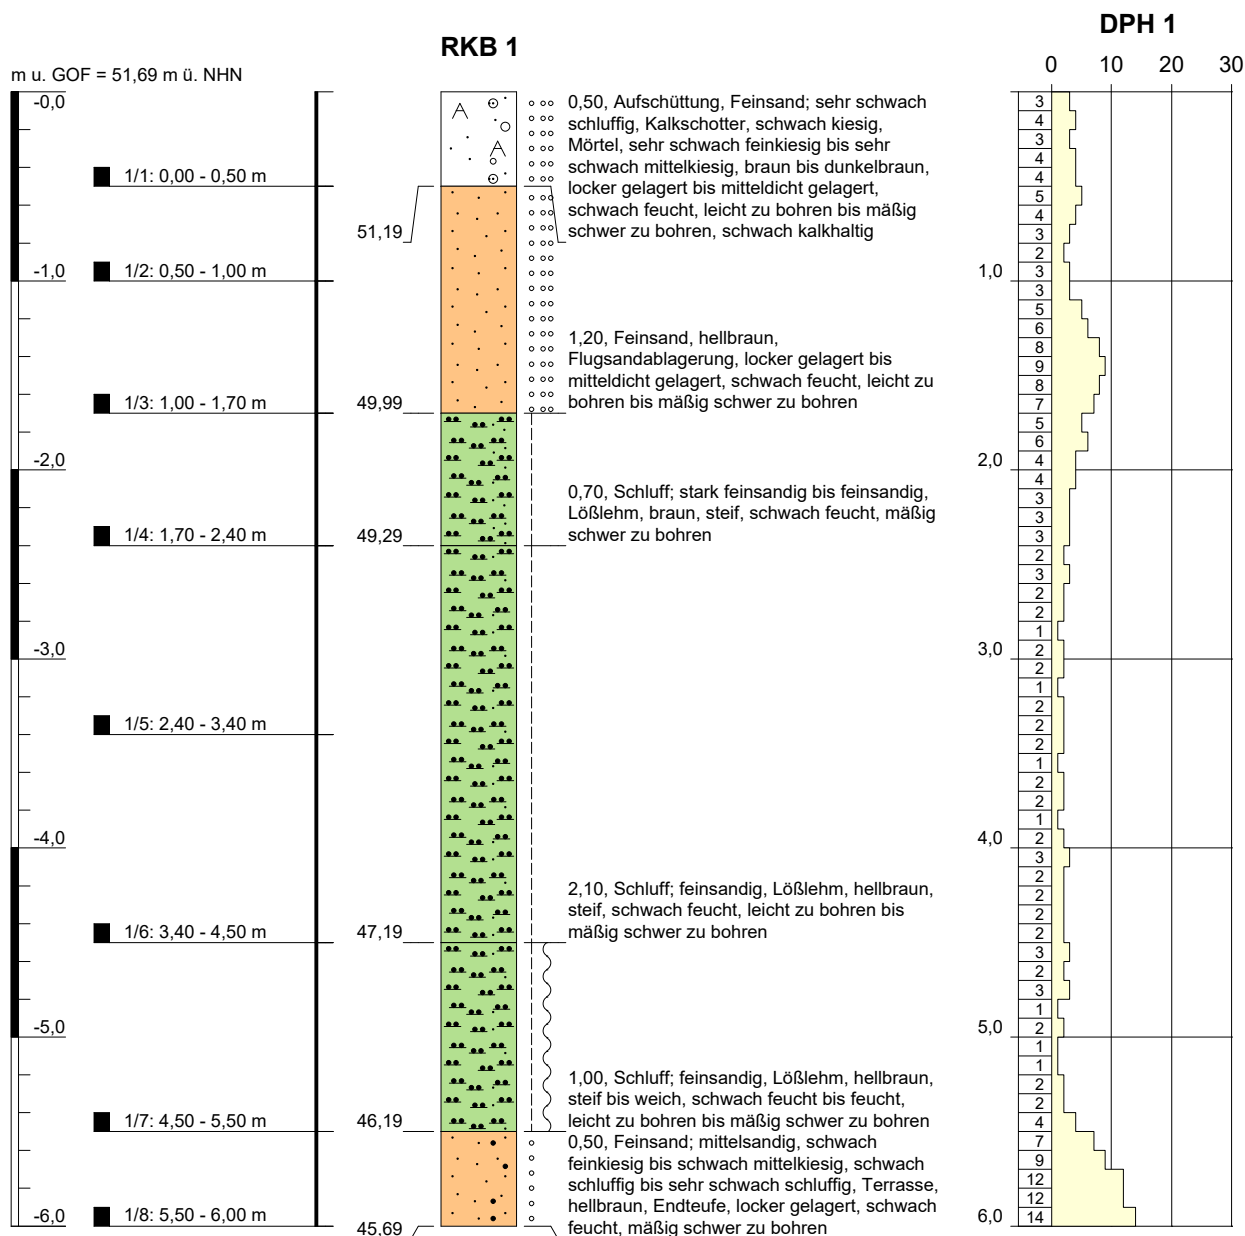 RKB 1
DPH 1
m u. GOF = 51,69 m ü. NHN
0 10 20 30
-0,0
-1,0
-2,0
-3,0
-4,0
-5,0
-6,0
1/1: 0,00 - 0,50 m
1/2: 0,50 - 1,00 m
1/3: 1,00 - 1,70 m
1/4: 1,70 - 2,40 m
1/5: 2,40 - 3,40 m
1/6: 3,40 - 4,50 m
1/7: 4,50 - 5,50 m
1/8: 5,50 - 6,00 m
51,19
49,99
49,29
47,19
46,19
45,69
0,50, Aufschüttung, Feinsand; sehr schwach
schluffig, Kalkschotter, schwach kiesig,
Mörtel, sehr schwach feinkiesig bis sehr
schwach mittelkiesig, braun bis dunkelbraun,
locker gelagert bis mitteldicht gelagert,
schwach feucht, leicht zu bohren bis mäßig
schwer zu bohren, schwach kalkhaltig
1,20, Feinsand, hellbraun,
Flugsandablagerung, locker gelagert bis
mitteldicht gelagert, schwach feucht, leicht zu
bohren bis mäßig schwer zu bohren
0,70, Schluff; stark feinsandig bis feinsandig,
Lößlehm, braun, steif, schwach feucht, mäßig
schwer zu bohren
2,10, Schluff; feinsandig, Lößlehm, hellbraun,
steif, schwach feucht, leicht zu bohren bis
mäßig schwer zu bohren
1,00, Schluff; feinsandig, Lößlehm, hellbraun,
steif bis weich, schwach feucht bis feucht,
leicht zu bohren bis mäßig schwer zu bohren
0,50, Feinsand; mittelsandig, schwach
feinkiesig bis schwach mittelkiesig, schwach
schluffig bis sehr schwach schluffig, Terrasse,
hellbraun, Endteufe, locker gelagert, schwach
feucht, mäßig schwer zu bohren
1,0
2,0
3,0
4,0
5,0
6,0
3
4
3
4
4
5
4
3
2
3
3
5
6
8
9
8
7
5
6
4
4
3
3
3
2
3
2
2
1
2
2
1
2
2
2
1
2
2
1
2
3
2
2
2
2
3
2
3
1
2
1
1
2
2
4
7
9
12
12
14